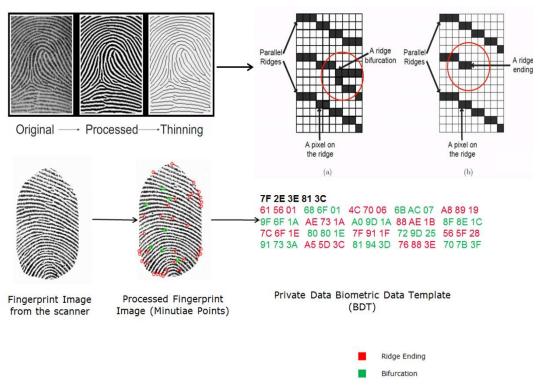 Original → Processed → Thinning
Parallel
Ridges
A ridge
bifurcation
A pixel on
the ridge
(a)
Parallel
Ridges
A ridge
ending
A pixel on
the ridge
(b)
Fingerprint Image
from the scanner
Processed Fingerprint
Image (Minutiae Points)
7F 2E 3E 81 3C
61 56 01 68 6F 01 4C 70 06 6B AC 07 A8 89 19
9F 6F 1A AE 73 1A A0 9D 1A 88 AE 1B 8F 8E 1C
7C 6F 1E 80 80 1E 7F 91 1F 72 9D 25 56 5F 28
91 73 3A A5 5D 3C 81 94 3D 76 88 3E 70 7B 3F
Private Data Biometric Data Template
(BDT)
Ridge Ending
Bifurcation